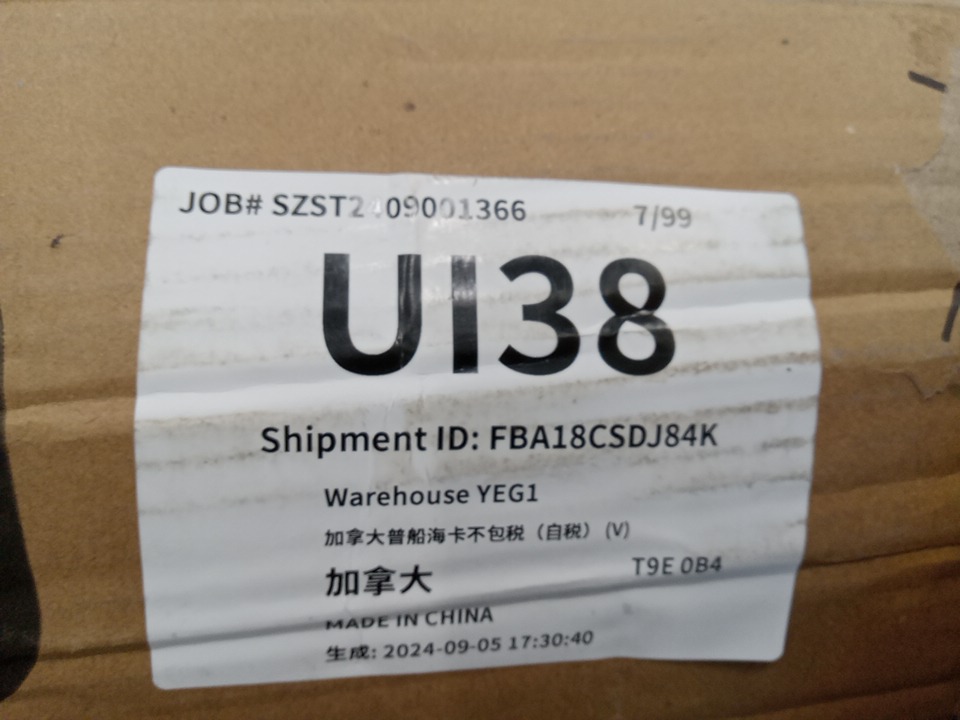 JOB# SZST2409001366 7/99
UI38
Shipment ID: FBA18CSDJ84K
Warehouse YEG1
加拿大普船海卡不包税（自税） (V)
加拿大 T9E 0B4
MADE IN CHINA
生成: 2024-09-05 17:30:40